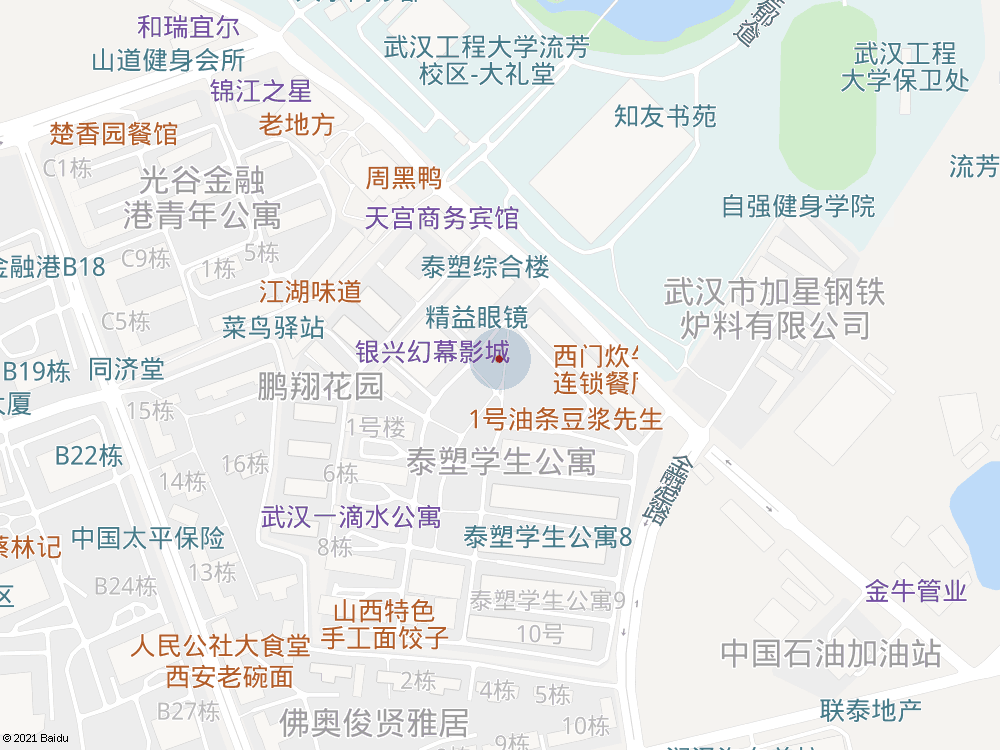 和瑞宜尔
山道健身会所
武汉工程大学流芳
校区-大礼堂
武汉工程
大学保卫处
锦江之星
老地方
知友书苑
楚香园餐馆
C1栋
流芳
光谷金融
港青年公寓
周黑鸭
天宫商务宾馆
自强健身学院
C9栋
5栋
1栋
金融港B18
泰塑综合楼
江湖味道
武汉市加星钢铁
炉料有限公司
C5栋
菜鸟驿站
精益眼镜
银兴幻幕影城
B19栋
同济堂
西门炊
连锁餐
鹏翔花园
大厦
15栋
1号楼
1号油条豆浆先生
B22栋
16栋
14栋
6栋
泰塑学生公寓
武汉一滴水公寓
中国太平保险
蔡林记
8栋
泰塑学生公寓8
13栋
B24栋
区
山西特色
手工面饺子
泰塑学生公寓9
10号
金牛管业
人民公社大食堂
西安老碗面
中国石油加油站
2栋
4栋
5栋
B27栋
佛奥俊贤雅居
10栋
9栋
联泰地产
© 2021 Baidu